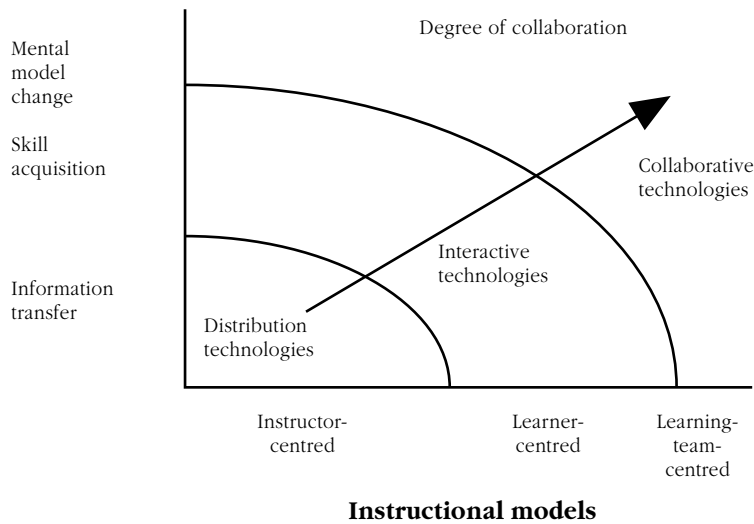 Degree of collaboration
Mental
model
change
Skill
acquisition
Collaborative
technologies
Interactive
technologies
Information
transfer
Distribution
technologies
Instructor-
centred
Learner-
centred
Learning-
team-
centred
Instructional models